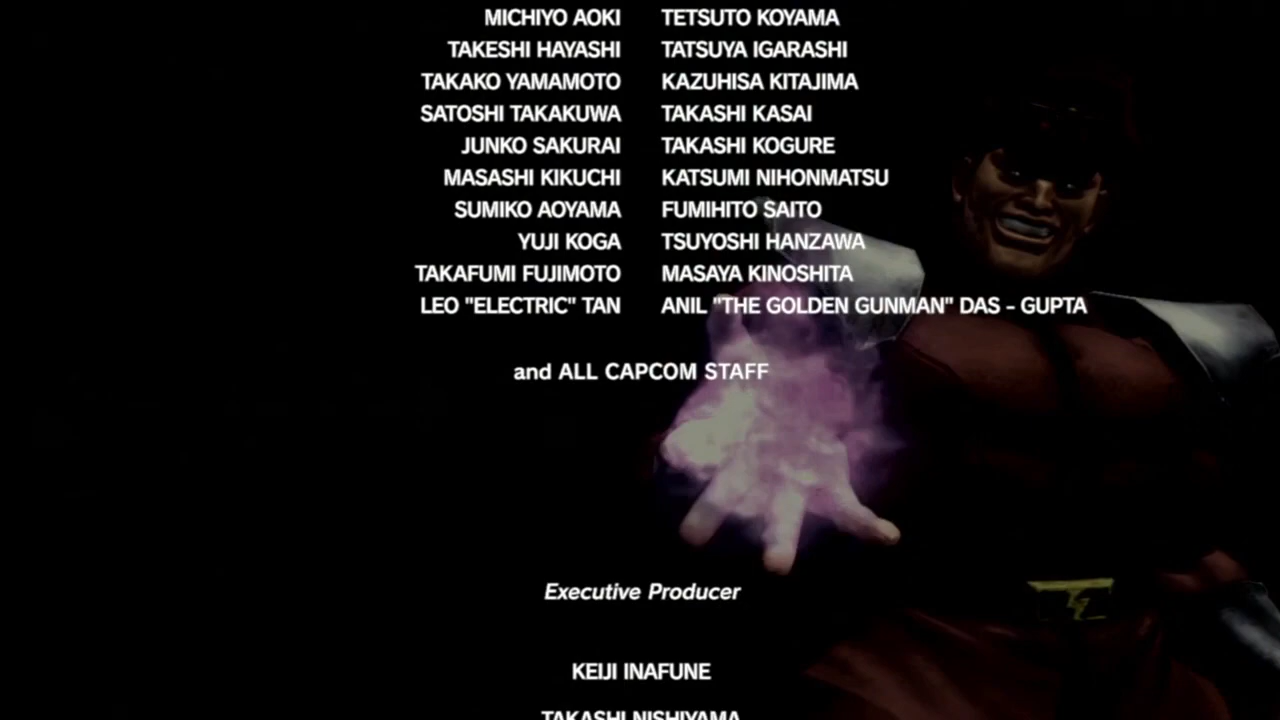 MICHIYO AOKI TETSUTO KOYAMA
TAKESHI HAYASHI TATSUYA IGARASHI
TAKAKO YAMAMOTO KAZUHISA KITAJIMA
SATOSHI TAKAKUWA TAKASHI KASAI
JUNKO SAKURAI TAKASHI KOGURE
MASASHI KIKUCHI KATSUMI NIHONMATSU
SUMIKO AOYAMA FUMIHITO SAITO
YUJI KOGA TSUYOSHI HANZAWA
TAKAFUMI FUJIMOTO MASAYA KINOSHITA
LEO "ELECTRIC" TAN ANIL "THE GOLDEN GUNMAN" DAS - GUPTA
and ALL CAPCOM STAFF
Executive Producer
KEIJI INAFUNE
TAKASHI NISHIYAMA